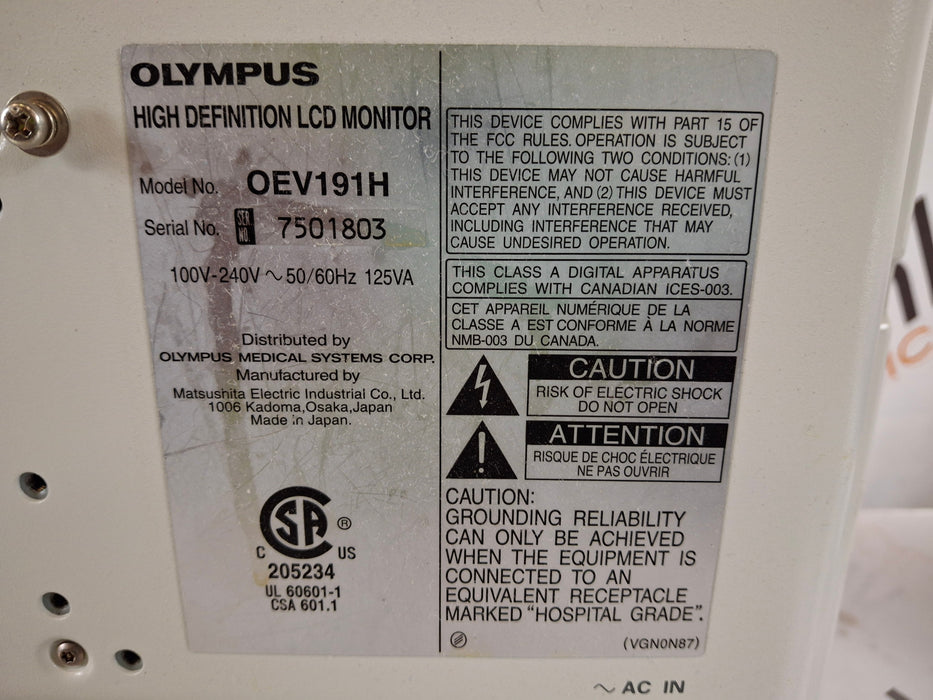 OLYMPUS
HIGH DEFINITION LCD MONITOR
Model No. OEV191H
Serial No. SER NO. 7501803
100V-240V ~ 50/60Hz 125VA
Distributed by
OLYMPUS MEDICAL SYSTEMS CORP.
Manufactured by
Matsushita Electric Industrial Co., Ltd.
1006 Kadoma,Osaka,Japan
Made in Japan.
CSA ®
C US
205234
UL 60601-1
CSA 601.1
THIS DEVICE COMPLIES WITH PART 15 OF
THE FCC RULES. OPERATION IS SUBJECT
TO THE FOLLOWING TWO CONDITIONS: (1)
THIS DEVICE MAY NOT CAUSE HARMFUL
INTERFERENCE, AND (2) THIS DEVICE MUST
ACCEPT ANY INTERFERENCE RECEIVED,
INCLUDING INTERFERENCE THAT MAY
CAUSE UNDESIRED OPERATION.
THIS CLASS A DIGITAL APPARATUS
COMPLIES WITH CANADIAN ICES-003.
CET APPAREIL NUMÉRIQUE DE LA
CLASSE A EST CONFORME À LA NORME
NMB-003 DU CANADA.
CAUTION
RISK OF ELECTRIC SHOCK
DO NOT OPEN
ATTENTION
RISQUE DE CHOC ÉLECTRIQUE
NE PAS OUVRIR
CAUTION:
GROUNDING RELIABILITY
CAN ONLY BE ACHIEVED
WHEN THE EQUIPMENT IS
CONNECTED TO AN
EQUIVALENT RECEPTACLE
MARKED "HOSPITAL GRADE".
(VGN0N87)
~ AC IN